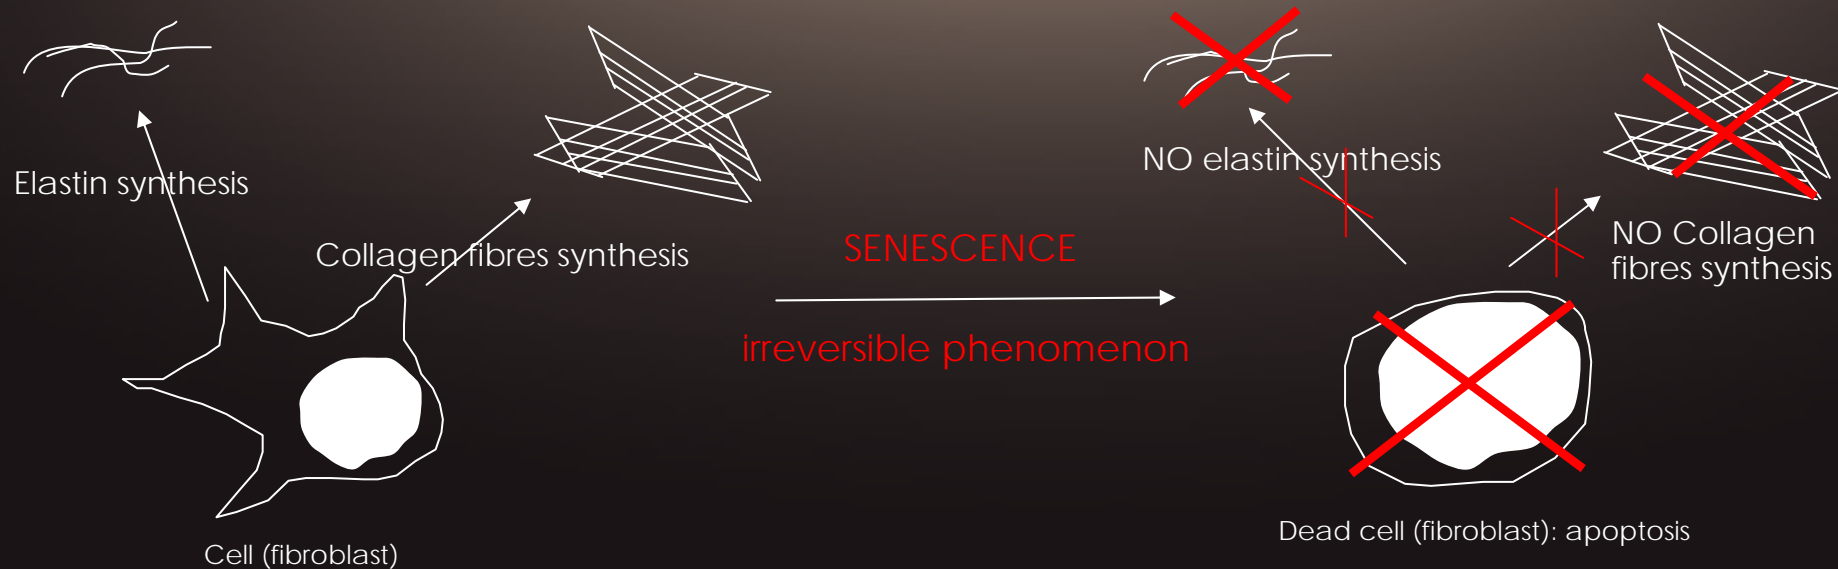 Elastin synthesis
Collagen fibres synthesis
Cell (fibroblast)
SENESCENCE
irreversible phenomenon
NO elastin synthesis
NO Collagen
fibres synthesis
Dead cell (fibroblast): apoptosis